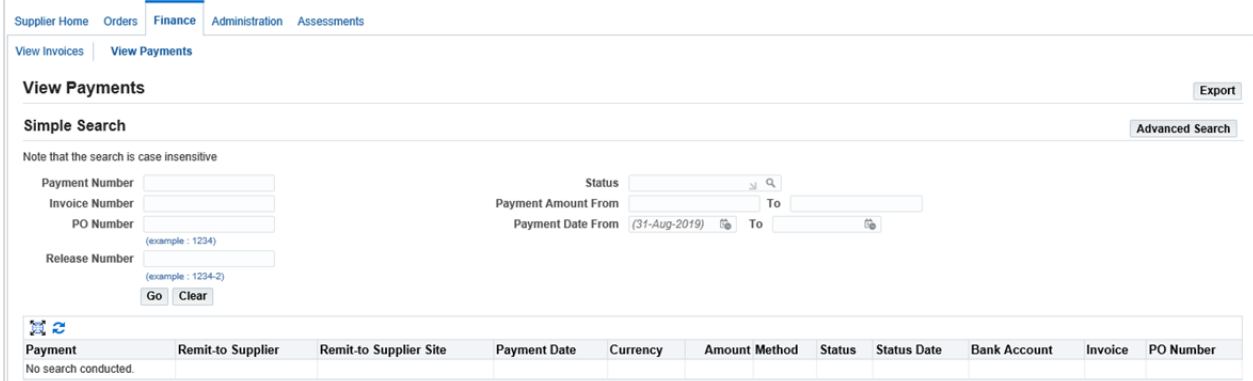 Supplier Home Orders Finance Administration Assessments
View Invoices View Payments
View Payments
Export
Simple Search
Advanced Search
Note that the search is case insensitive
Payment Number Status
Invoice Number Payment Amount From To
PO Number Payment Date From (31-Aug-2019) To
(example : 1234)
Release Number
(example : 1234-2)
Go Clear
Payment Remit-to Supplier Remit-to Supplier Site Payment Date Currency Amount Method Status Status Date Bank Account Invoice PO Number
No search conducted.